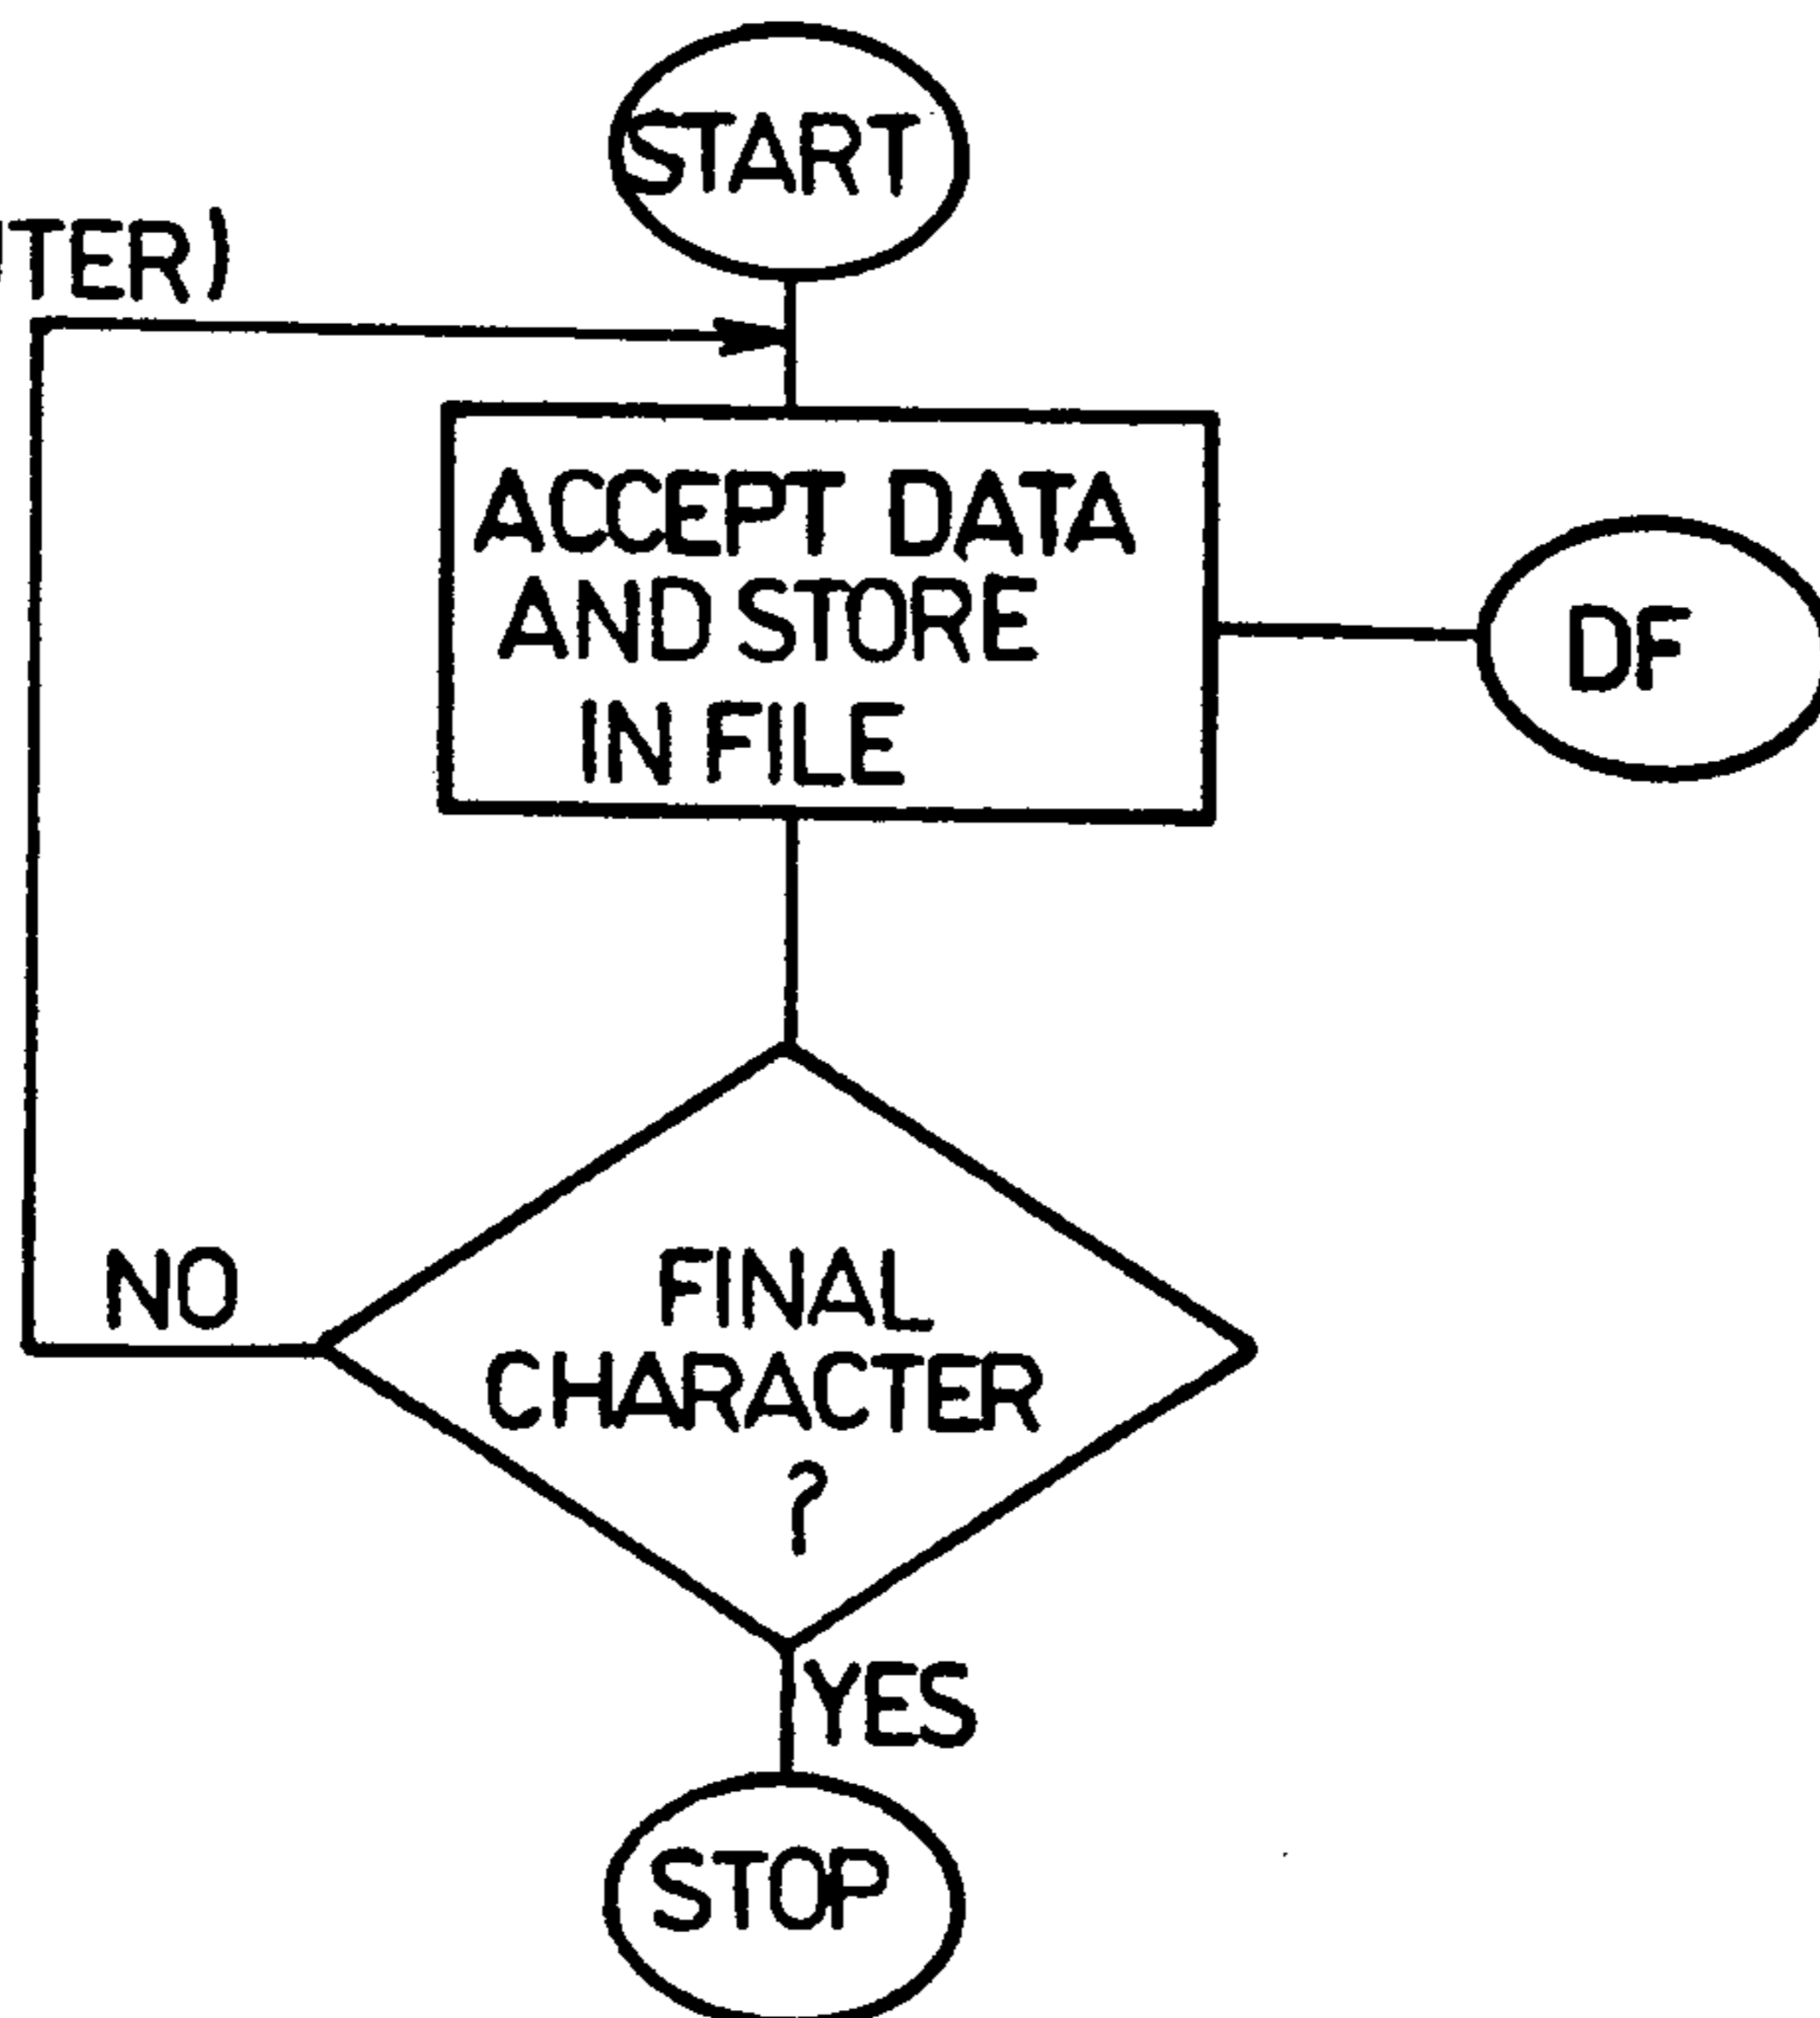 START
TER)
ACCEPT DATA
AND STORE
IN FILE
DF
NO
FINAL
CHARACTER
?
YES
STOP